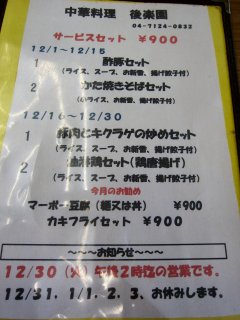 中華料理 後楽園
04-7124-0832
サービスセット ￥900
12/1～12/15
1 酢豚セット
(ライス、スープ、お新香、揚げ餃子付)
2 かた焼きそばセット
(ライス、スープ、お新香、揚げ餃子付)
12/16～12/30
1 豚肉とキクラゲの炒めセット
(ライス、スープ、お新香、揚げ餃子付)
2 油淋鶏セット(鶏唐揚げ)
(ライス、スープ、お新香、揚げ餃子付)
今月のお勧め
マーボー豆腐(麺又は丼) ￥900
カキフライセット ￥900
～～～お知らせ～～～
12/30(火)午後2時迄の営業です。
12/31、1/1、2、3、お休みします。